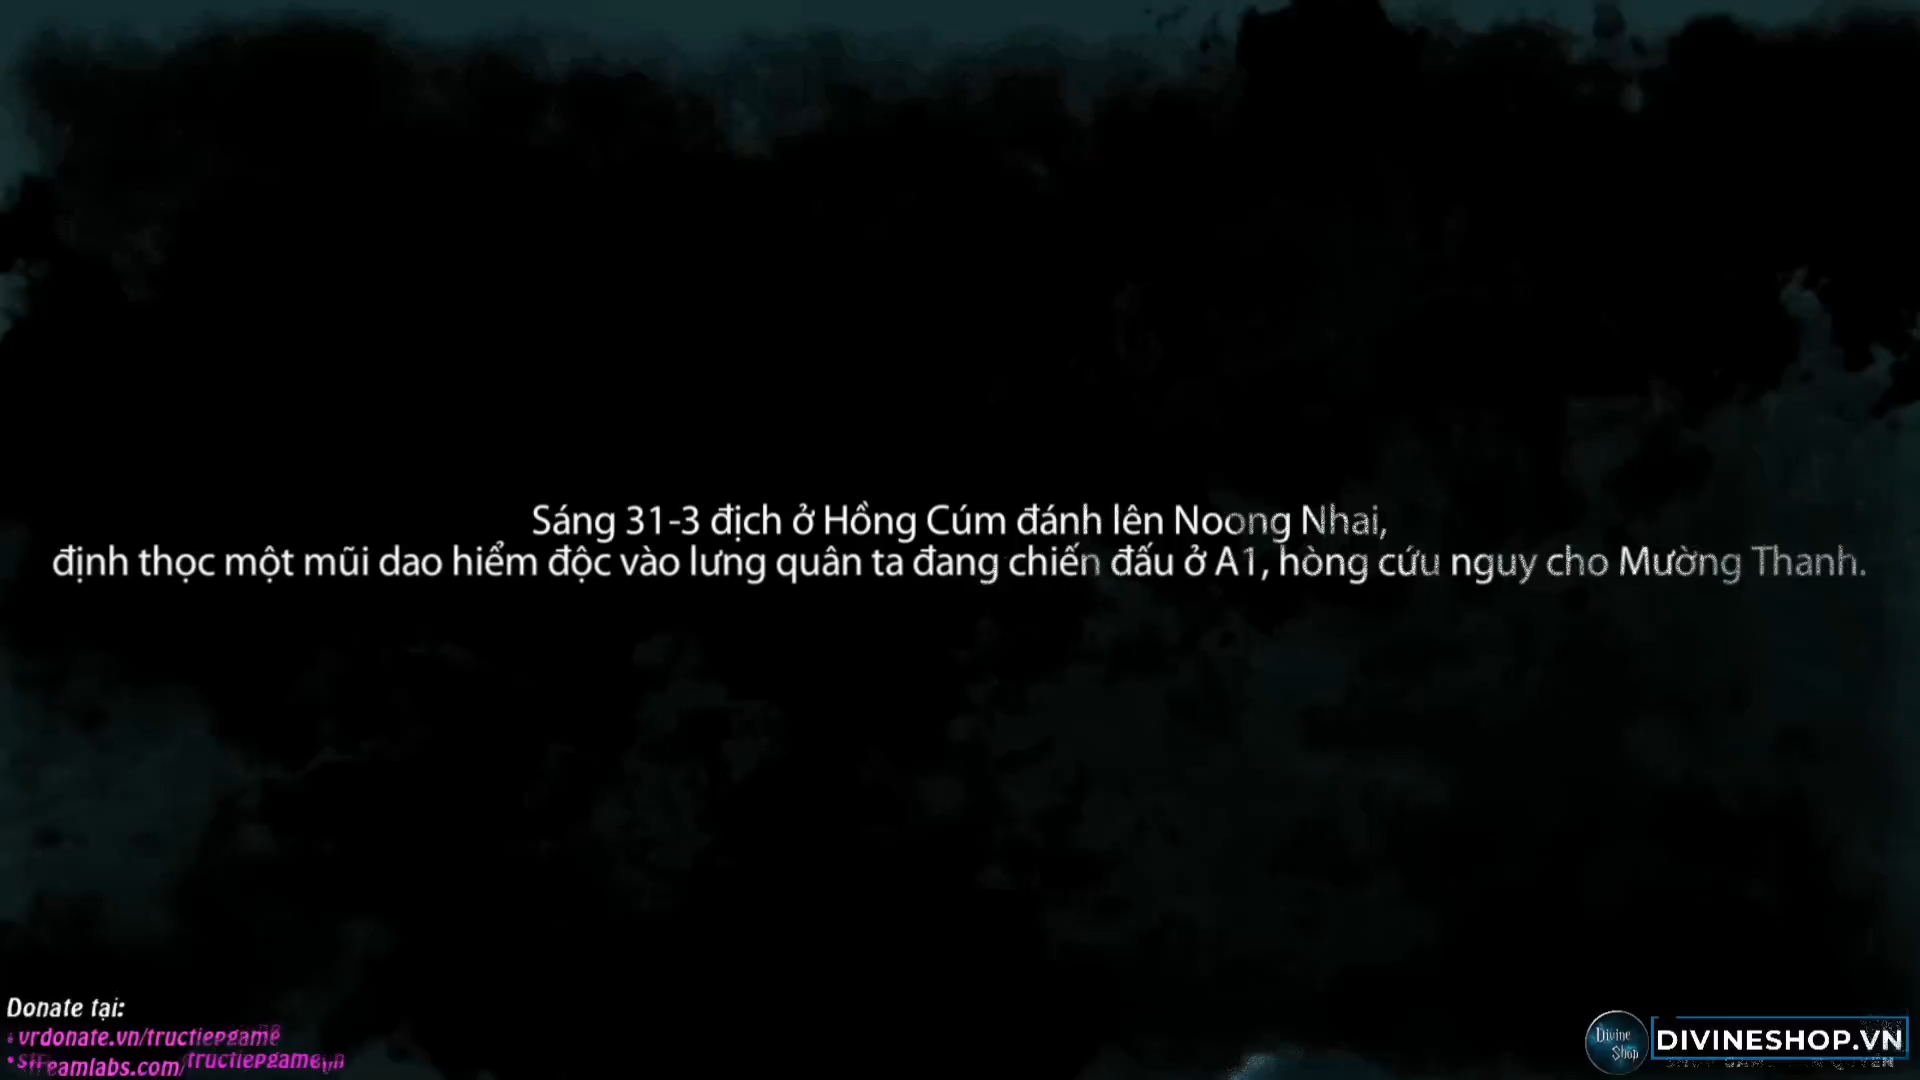 Sáng 31-3 địch ở Hồng Cúm đánh lên Noong Nhai,
định thọc một mũi dao hiểm độc vào lưng quân ta đang chiến đấu ở A1, hòng cứu nguy cho Mường Thanh.
Donate tại:
• vrdonate.vn/tructiepgame
• streamlabs.com/tructiepgamevn
Divine Shop
DIVINESHOP.VN